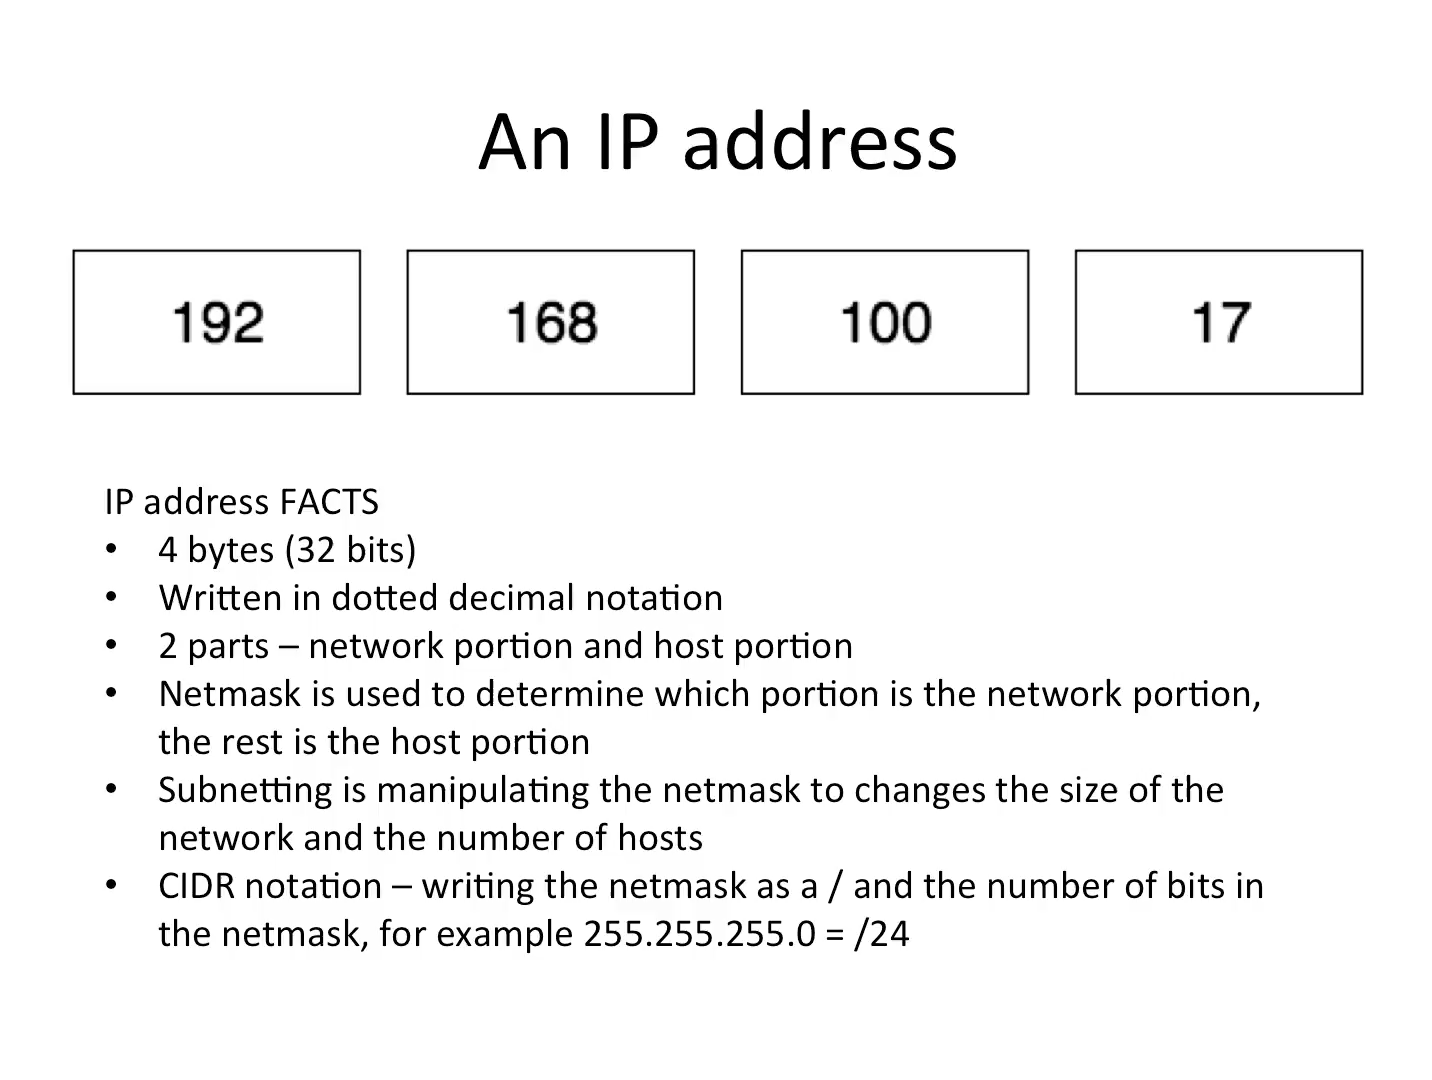 An IP address
192 168 100 17
IP address FACTS
• 4 bytes (32 bits)
• Written in dotted decimal notation
• 2 parts – network portion and host portion
• Netmask is used to determine which portion is the network portion,
the rest is the host portion
• Subnetting is manipulating the netmask to changes the size of the
network and the number of hosts
• CIDR notation – writing the netmask as a / and the number of bits in
the netmask, for example 255.255.255.0 = /24